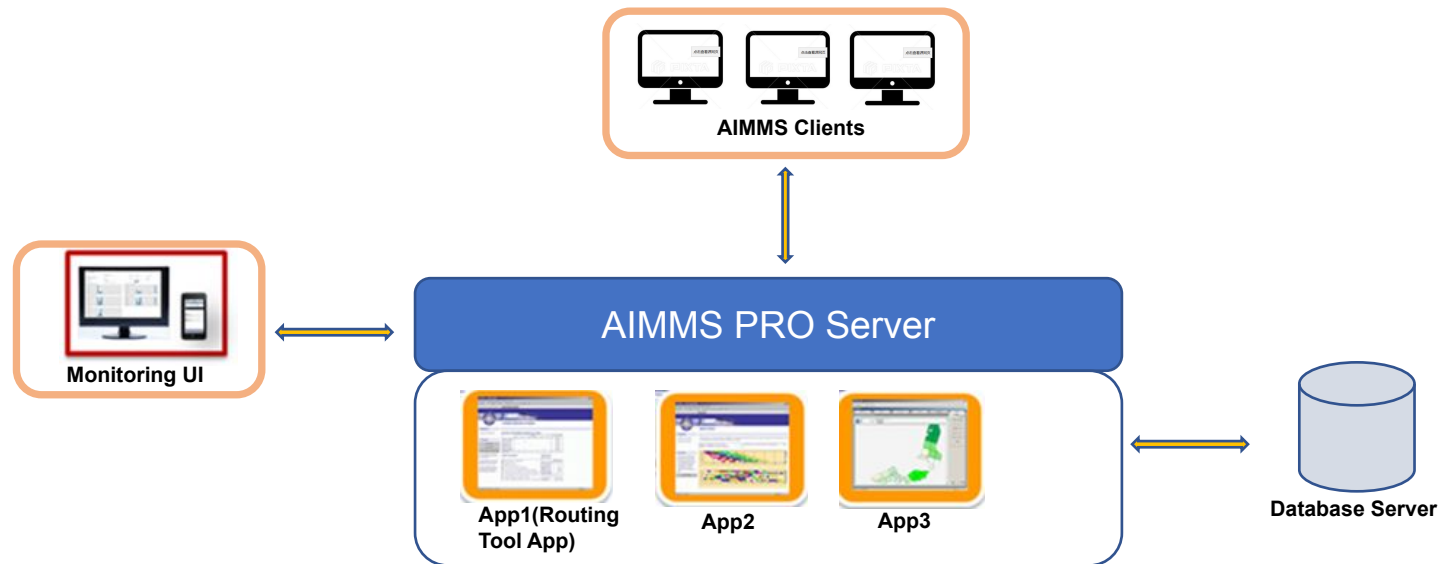 AIMMS Clients
AIMMS PRO Server
Monitoring UI
App1(Routing
Tool App)
App2
App3
Database Server